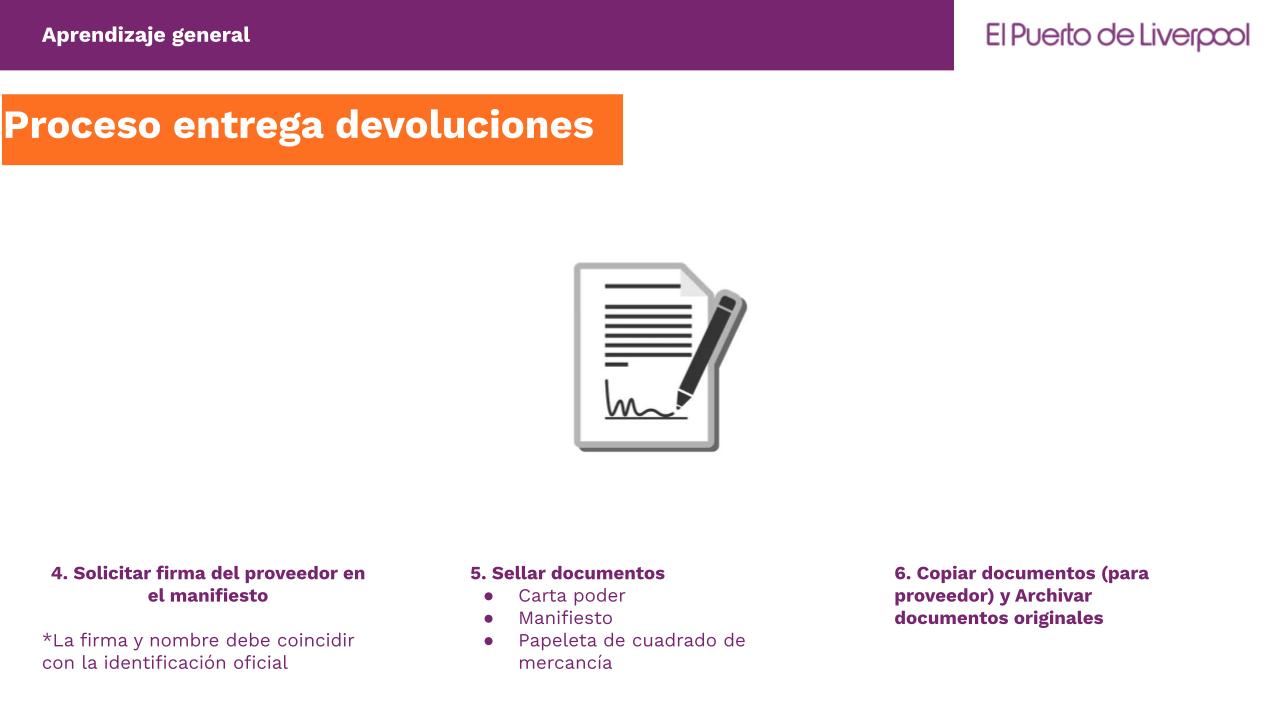 Aprendizaje general
El Puerto de Liverpool
Proceso entrega devoluciones
4. Solicitar firma del proveedor en
el manifiesto
*La firma y nombre debe coincidir
con la identificación oficial
5. Sellar documentos
● Carta poder
● Manifiesto
● Papeleta de cuadrado de
mercancía
6. Copiar documentos (para
proveedor) y Archivar
documentos originales